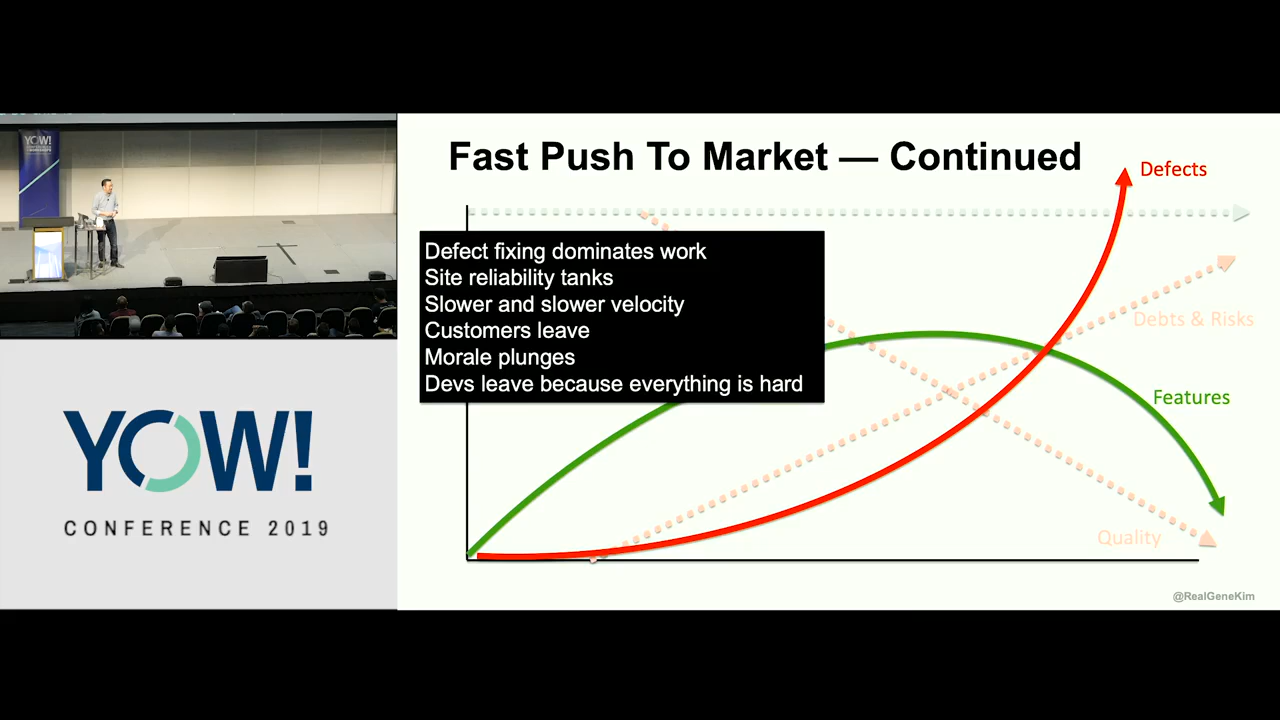 YOW!
Fast Push To Market — Continued
Defects
Defect fixing dominates work
Site reliability tanks
Slower and slower velocity
Customers leave
Morale plunges
Devs leave because everything is hard
Debts & Risks
Features
Quality
@RealGeneKim
YOW!
CONFERENCE 2019